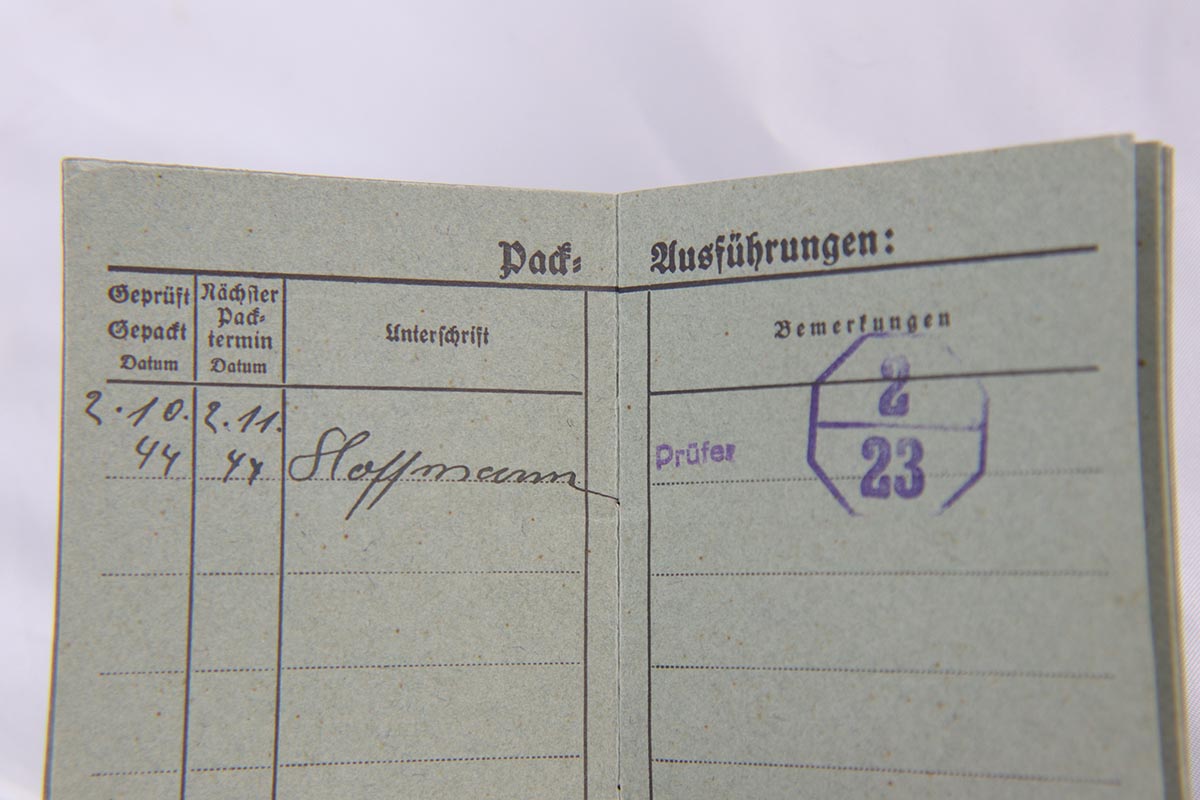 Pack- Ausführungen:
Geprüft
Gepackt
Datum
Nächster
Pack-
termin
Datum
Unterschrift
Bemerkungen
2.10.
44
2.11.
44
Hoffmann
Prüfer
2
23